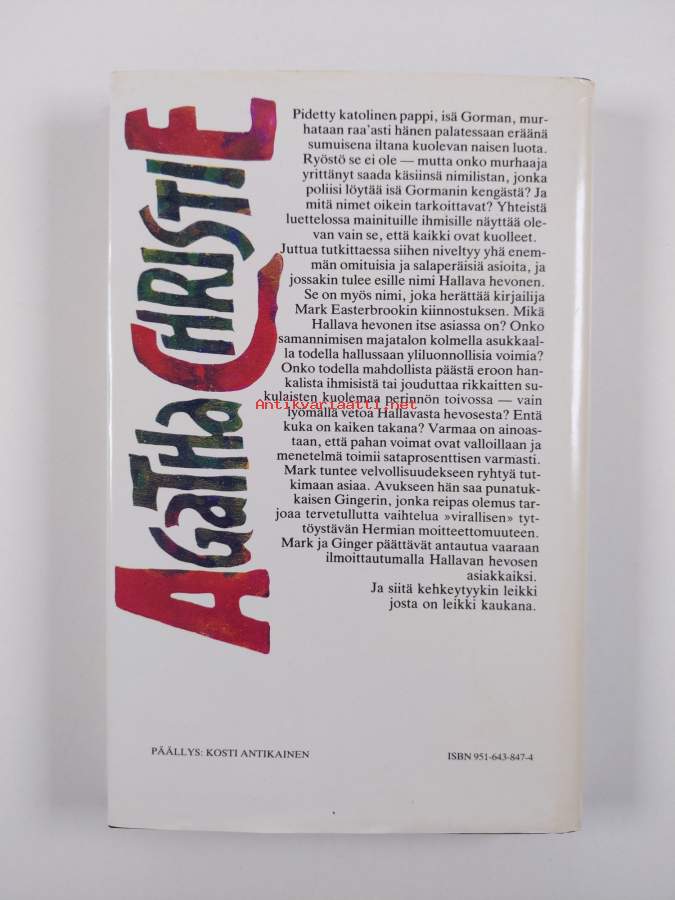 AGATHA CHRISTIE
Pidetty katolinen pappi, isä Gorman, mur-
hataan raa'asti hänen palatessaan eräänä
sumuisena iltana kuolevan naisen luota.
Ryöstö se ei ole — mutta onko murhaaja
yrittänyt saada käsiinsä nimilistan, jonka
poliisi löytää isä Gormanin kengästä? Ja
mitä nimet oikein tarkoittavat? Yhteistä
luettelossa mainituille ihmisille näyttää ole-
van vain se, että kaikki ovat kuolleet.
Juttua tutkittaessa siihen niveltyy yhä enem-
män omituisia ja salaperäisiä asioita, ja
jossakin tulee esille nimi Hallava hevonen.
Se on myös nimi, joka herättää kirjailija
Mark Easterbrookin kiinnostuksen. Mikä
Hallava hevonen itse asiassa on? Onko
samannimisen majatalon kolmella asukkaal-
la todella hallussaan yliluonnollisia voimia?
Onko todella mahdollista päästä eroon han-
kalista ihmisistä tai jouduttaa rikkaitten su-
kulaisten kuolemaa perinnön toivossa — vain
Antikvariaatti.net
lyömällä vetoa Hallavasta hevosesta? Entä
kuka on kaiken takana? Varmaa on ainoas-
taan, että pahan voimat ovat valloillaan ja
menetelmä toimii sataprosenttisen varmasti.
Mark tuntee velvollisuudekseen ryhtyä tut-
kimaan asiaa. Avukseen hän saa punatuk-
kaisen Gingerin, jonka reipas olemus tar-
joaa tervetullutta vaihtelua »virallisen» tyt-
töystävän Hermian moitteettomuuteen.
Mark ja Ginger päättävät antautua vaaraan
ilmoittautumalla Hallavan hevosen
asiakkaiksi.
Ja siitä kehkeytyykin leikki
josta on leikki kaukana.
PÄÄLLYS: KOSTI ANTIKAINEN
ISBN 951-643-847-4